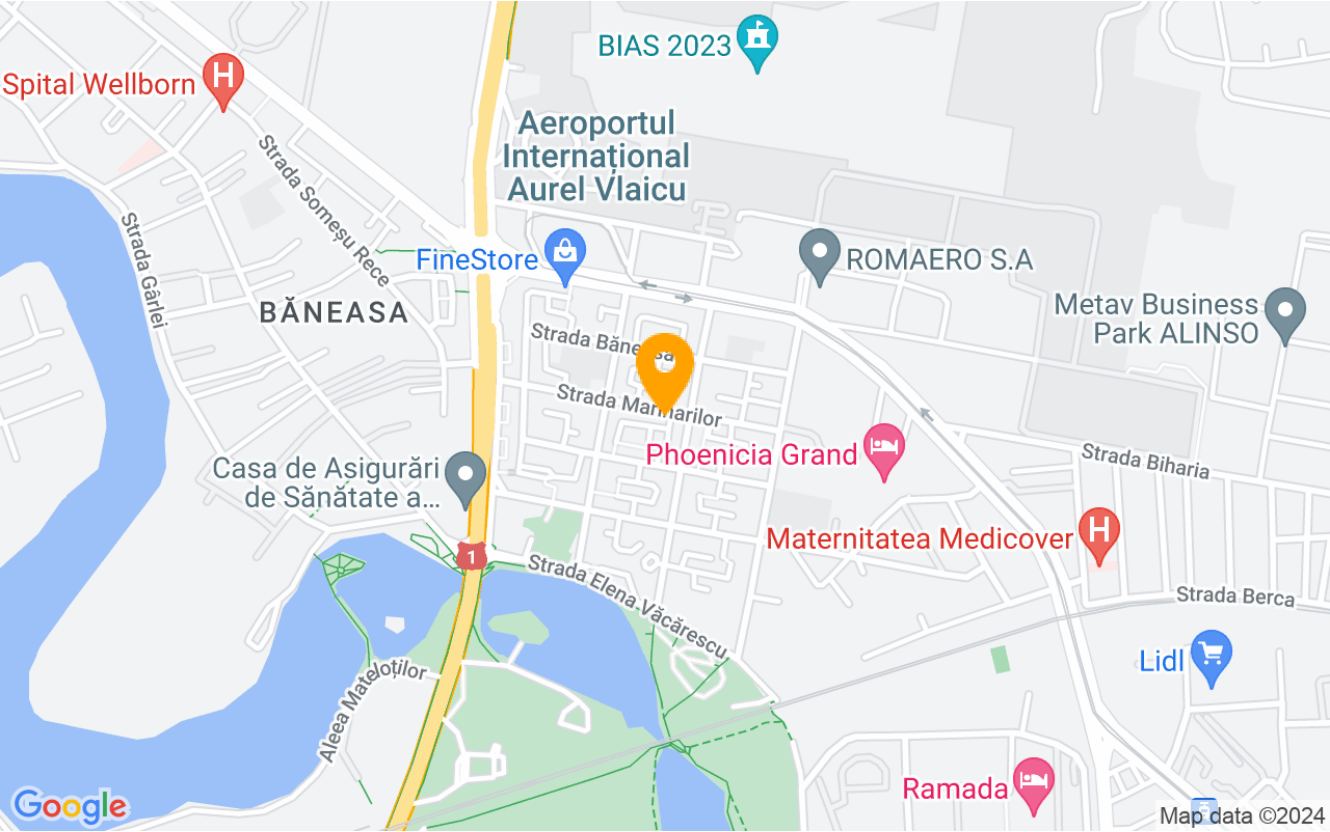 BIAS 2023
Spital Wellborn
Aeroportul
Internațional
Aurel Vlaicu
Strada Someșu Rece
Strada Gârlei
FineStore
ROMAERO S.A
BĂNEASA
Metav Business
Park ALINSO
Strada Băneasa
Strada Marinarilor
Phoenicia Grand
Strada Biharia
Casa de Asigurări
de Sănătate a...
Maternitatea Medicover
1
Strada Elena Văcărescu
Strada Berca
Lidl
Aleea Mateloților
Ramada
Google
Map data ©2024